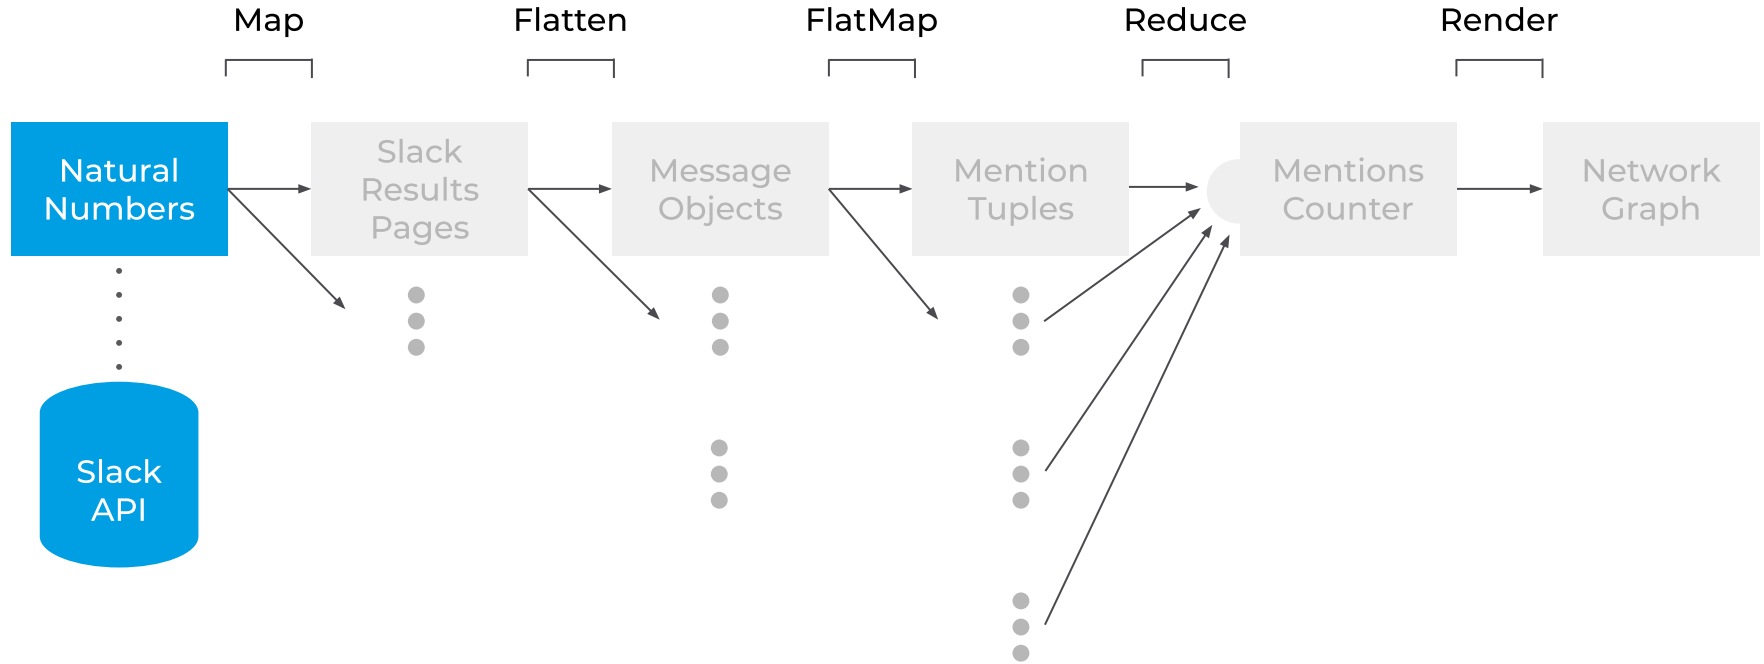 Map
Flatten
FlatMap
Reduce
Render
Natural
Numbers
Slack
Results
Pages
Message
Objects
Mention
Tuples
Mentions
Counter
Network
Graph
Slack
API